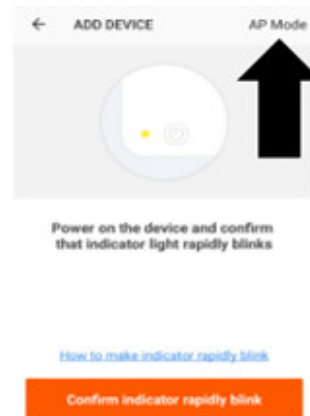 ADD DEVICE
AP Mode
Power on the device and confirm
that indicator light rapidly blinks
How to make indicator rapidly blink
Confirm indicator rapidly blink